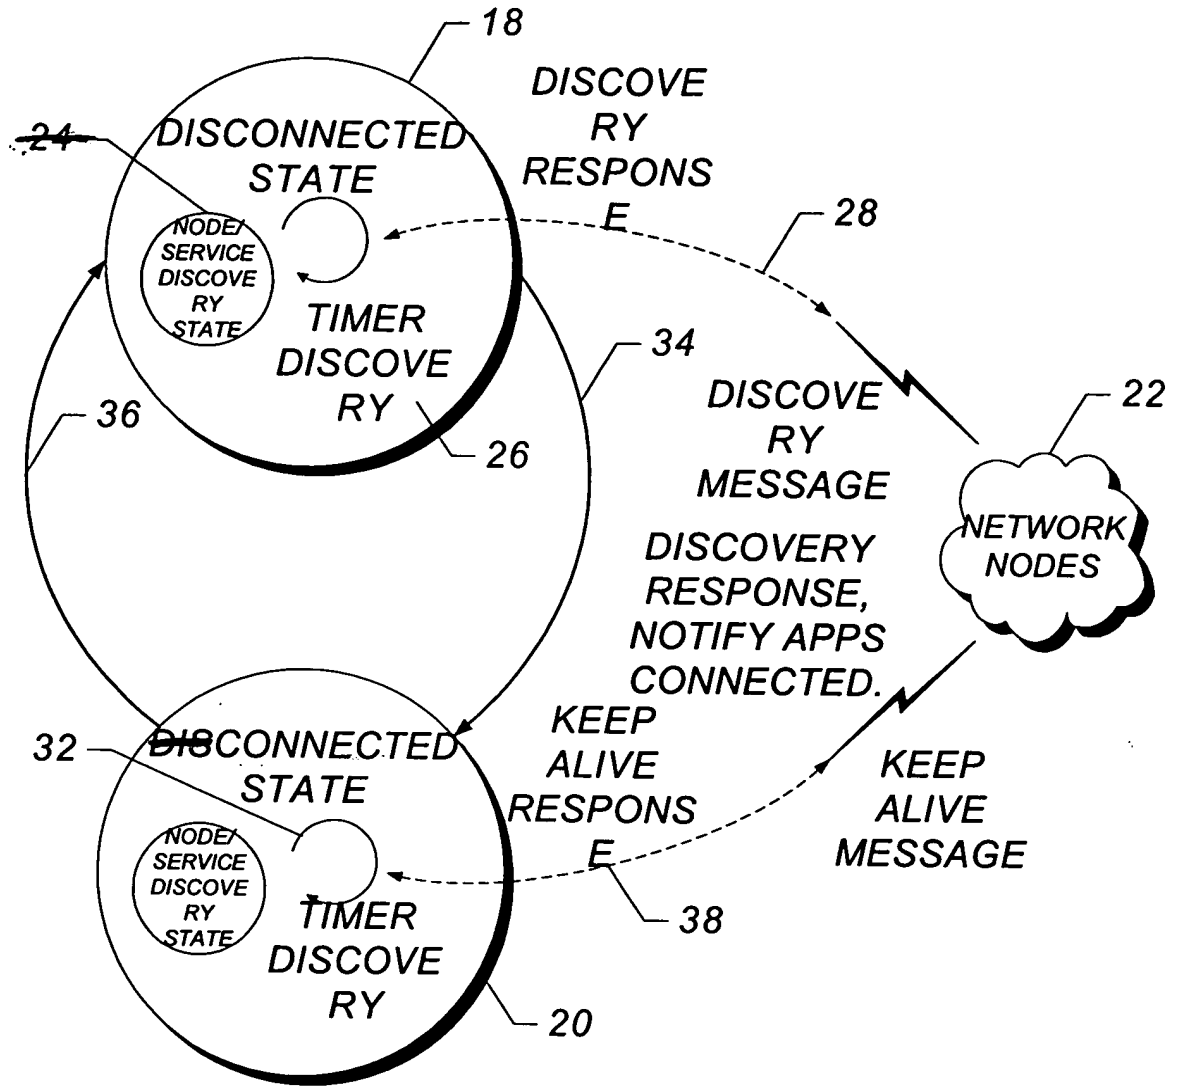 18
DISCOVE
RY
RESPONS
E
24
DISCONNECTED
STATE
NODE/
SERVICE
DISCOVE
RY
STATE
TIMER
DISCOVE
RY
28
34
36
26
DISCOVE
RY
MESSAGE
22
NETWORK
NODES
DISCOVERY
RESPONSE,
NOTIFY APPS
CONNECTED.
32
DISCONNECTED
STATE
NODE/
SERVICE
DISCOVE
RY
STATE
TIMER
DISCOVE
RY
KEEP
ALIVE
RESPONS
E
KEEP
ALIVE
MESSAGE
38
20